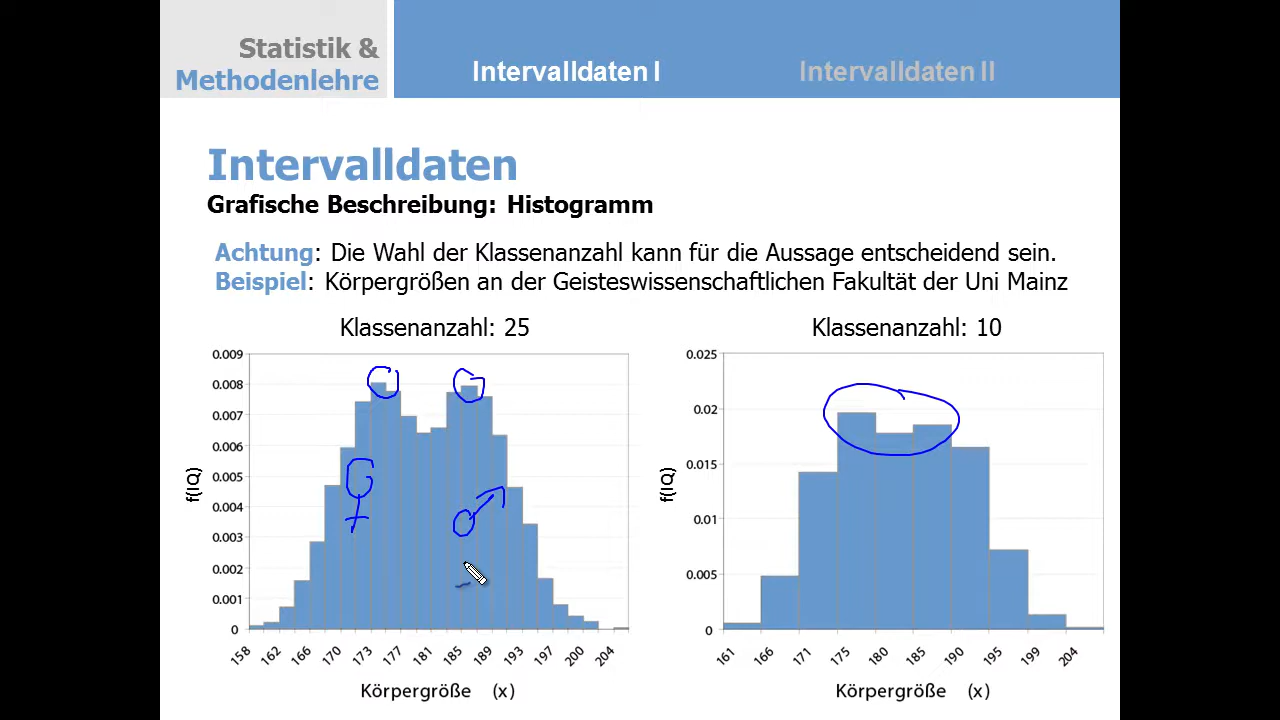 Statistik &
Methodenlehre
Intervalldaten I
Intervalldaten II
Intervalldaten
Grafische Beschreibung: Histogramm
Achtung: Die Wahl der Klassenanzahl kann für die Aussage entscheidend sein.
Beispiel: Körpergrößen an der Geisteswissenschaftlichen Fakultät der Uni Mainz
Klassenanzahl: 25
0.009
0.008
0.007
0.006
0.005
0.004
0.003
0.002
0.001
0
f(IQ)
158 162 166 170 173 177 181 185 189 193 197 200 204
Körpergröße (x)
Klassenanzahl: 10
0.025
0.02
0.015
0.01
0.005
0
f(IQ)
161 166 171 175 180 185 190 195 199 204
Körpergröße (x)